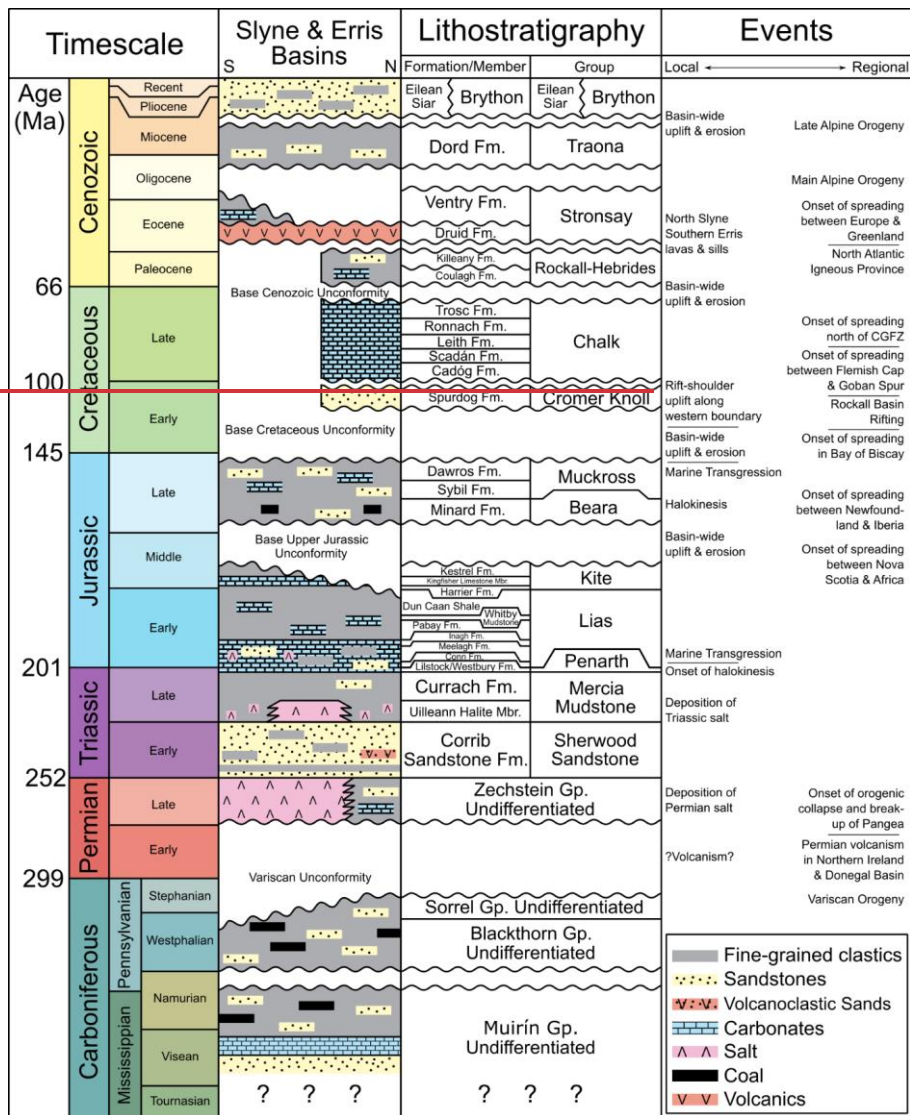 Timescale
Slyne & Erris
Basins
S
N
Lithostratigraphy
Formation/Member
Group
Events
Local
Regional
Age
(Ma)
66
100
145
201
252
299
Cenozoic
Cretaceous
Jurassic
Triassic
Permian
Carboniferous
Pennsylvanian
Mississippian
Recent
Pliocene
Miocene
Oligocene
Eocene
Paleocene
Late
Early
Late
Middle
Early
Late
Early
Late
Early
Stephanian
Westphalian
Namurian
Visean
Tournasian
Base Cenozoic Unconformity
Base Cretaceous Unconformity
Base Upper Jurassic
Unconformity
Variscan Unconformity
? ? ?
Eilean
Siar
Brython
Eilean
Siar
Brython
Dord Fm.
Traona
Ventry Fm.
Druid Fm.
Stronsay
Killeany Fm.
Coulagh Fm.
Rockall-Hebrides
Trosc Fm.
Ronnach Fm.
Leith Fm.
Scadán Fm.
Cadóg Fm.
Chalk
Spurdog Fm.
Cromer Knoll
Dawros Fm.
Sybil Fm.
Minard Fm.
Muckross
Beara
Kestrel Fm.
Kingfisher Limestone Mbr.
Kite
Harrier Fm.
Dun Caan Shale
Whitby
Mudstone
Pabay Fm.
Inagh Fm.
Meelagh Fm.
Conn Fm.
Lilstock/Westbury Fm.
Lias
Penarth
Currach Fm.
Uilleann Halite Mbr.
Mercia
Mudstone
Corrib
Sandstone Fm.
Sherwood
Sandstone
Zechstein Gp.
Undifferentiated
Sorrel Gp. Undifferentiated
Blackthorn Gp.
Undifferentiated
Muirín Gp.
Undifferentiated
? ? ?
Basin-wide
uplift & erosion
North Slyne
Southern Erris
lavas & sills
Basin-wide
uplift & erosion
Rift-shoulder
uplift along
western boundary
Basin-wide
uplift & erosion
Marine Transgression
Halokinesis
Basin-wide
uplift & erosion
Marine Transgression
Onset of halokinesis
Deposition of
Triassic salt
Deposition of
Permian salt
?Volcanism?
Late Alpine Orogeny
Main Alpine Orogeny
Onset of spreading
between Europe &
Greenland
North Atlantic
Igneous Province
Onset of spreading
north of CGFZ
Onset of spreading
between Flemish Cap
& Goban Spur
Rockall Basin
Rifting
Onset of spreading
in Bay of Biscay
Onset of spreading
between Newfound-
land & Iberia
Onset of spreading
between Nova
Scotia & Africa
Onset of orogenic
collapse and break-
up of Pangea
Permian volcanism
in Northern Ireland
& Donegal Basin
Variscan Orogeny
Fine-grained clastics
Sandstones
Volcanoclastic Sands
Carbonates
Salt
Coal
Volcanics